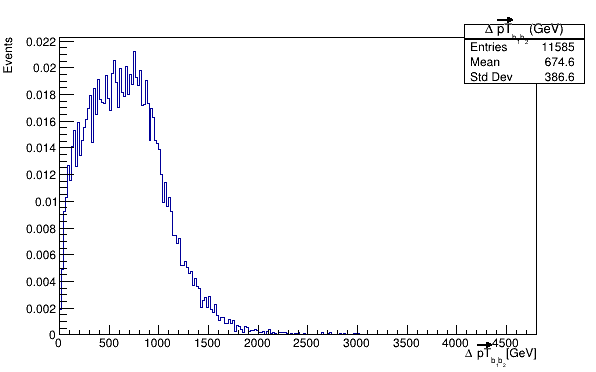 Δ pT b1b2 (GeV)
Entries 11585
Mean 674.6
Std Dev 386.6
Events
0.022
0.02
0.018
0.016
0.014
0.012
0.01
0.008
0.006
0.004
0.002
0
0 500 1000 1500 2000 2500 3000 3500 4000 4500
Δ pT b1b2 [GeV]